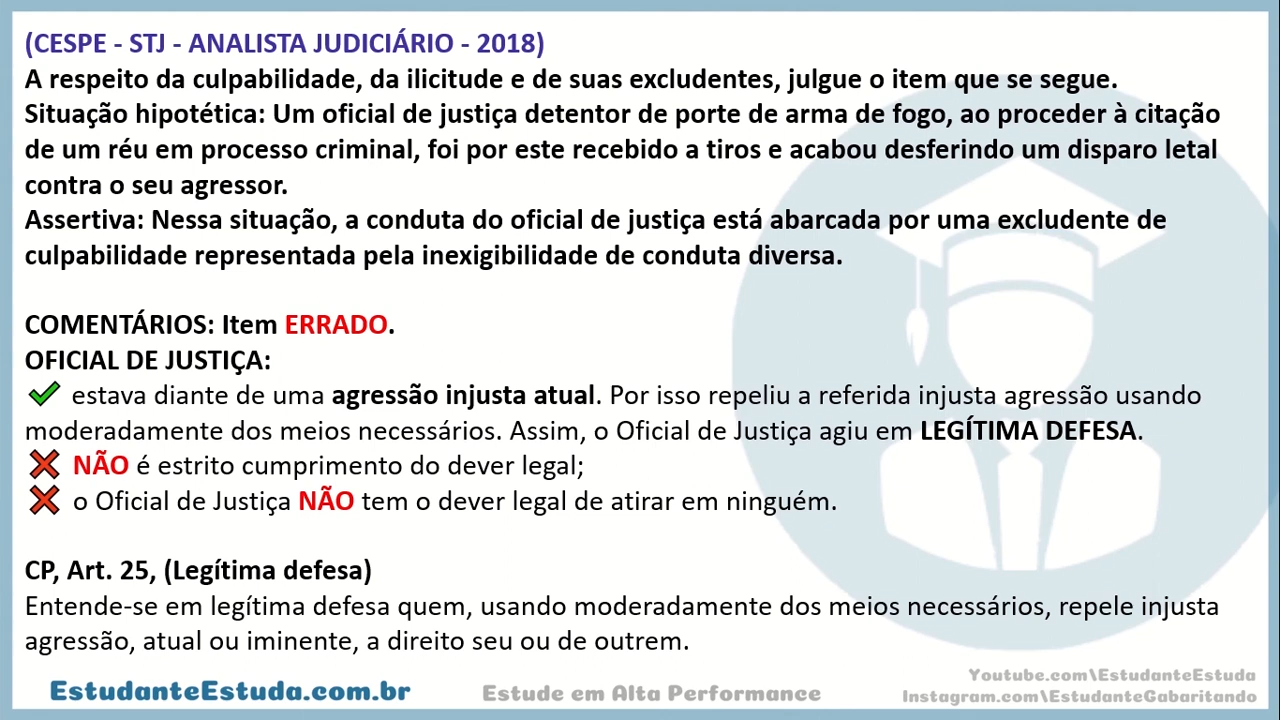 (CESPE - STJ - ANALISTA JUDICIÁRIO - 2018)
A respeito da culpabilidade, da ilicitude e de suas excludentes, julgue o item que se segue.
Situação hipotética: Um oficial de justiça detentor de porte de arma de fogo, ao proceder à citação
de um réu em processo criminal, foi por este recebido a tiros e acabou desferindo um disparo letal
contra o seu agressor.
Assertiva: Nessa situação, a conduta do oficial de justiça está abarcada por uma excludente de
culpabilidade representada pela inexigibilidade de conduta diversa.
COMENTÁRIOS: Item ERRADO.
OFICIAL DE JUSTIÇA:
✔ estava diante de uma agressão injusta atual. Por isso repeliu a referida injusta agressão usando
moderadamente dos meios necessários. Assim, o Oficial de Justiça agiu em LEGÍTIMA DEFESA.
❌ NÃO é estrito cumprimento do dever legal;
❌ o Oficial de Justiça NÃO tem o dever legal de atirar em ninguém.
CP, Art. 25, (Legítima defesa)
Entende-se em legítima defesa quem, usando moderadamente dos meios necessários, repele injusta
agressão, atual ou iminente, a direito seu ou de outrem.
EstudanteEstuda.com.br
Estude em Alta Performance
Youtube.com\EstudanteEstuda
Instagram.com\EstudanteGabaritando